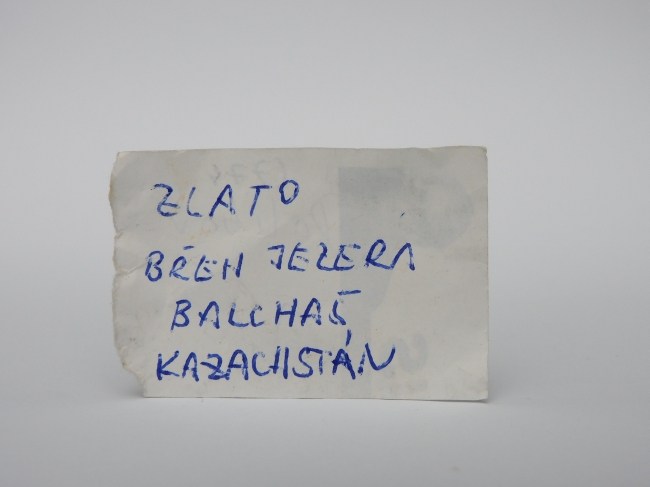 ZLATO
BŘEH JEZERA
BALCHAŠ,
KAZACHSTÁN